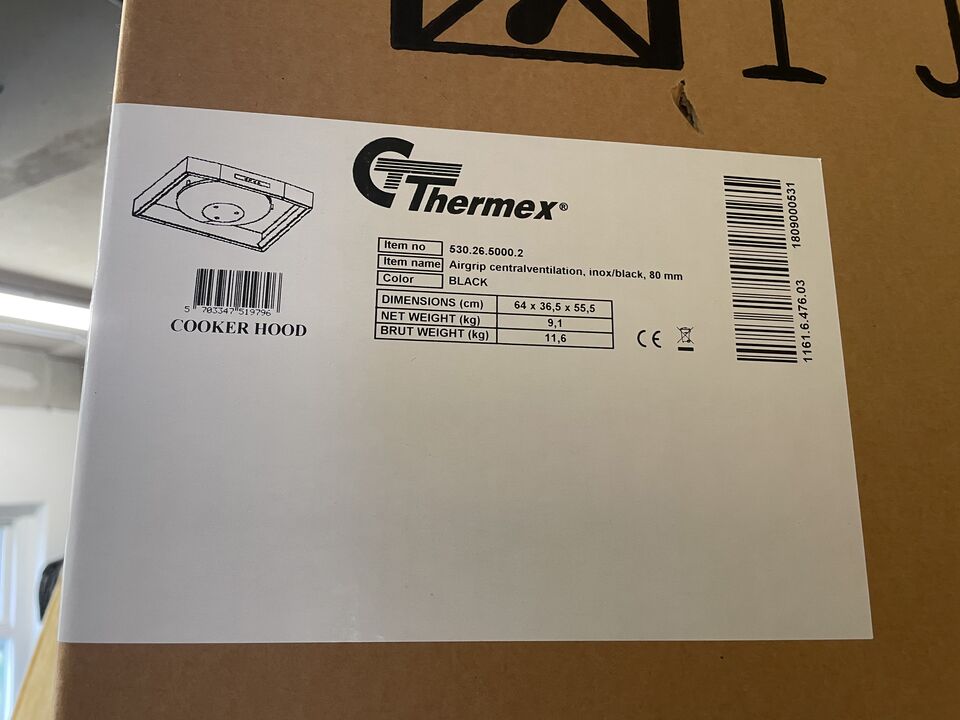 Thermex®
Item no 530.26.5000.2
Item name Airgrip centralventilation, inox/black, 80 mm
Color BLACK
DIMENSIONS (cm) 64 x 36,5 x 55,5
NET WEIGHT (kg) 9,1
BRUT WEIGHT (kg) 11,6
CE
5 703347 519796
COOKER HOOD
1809000531
1161.6.476.03